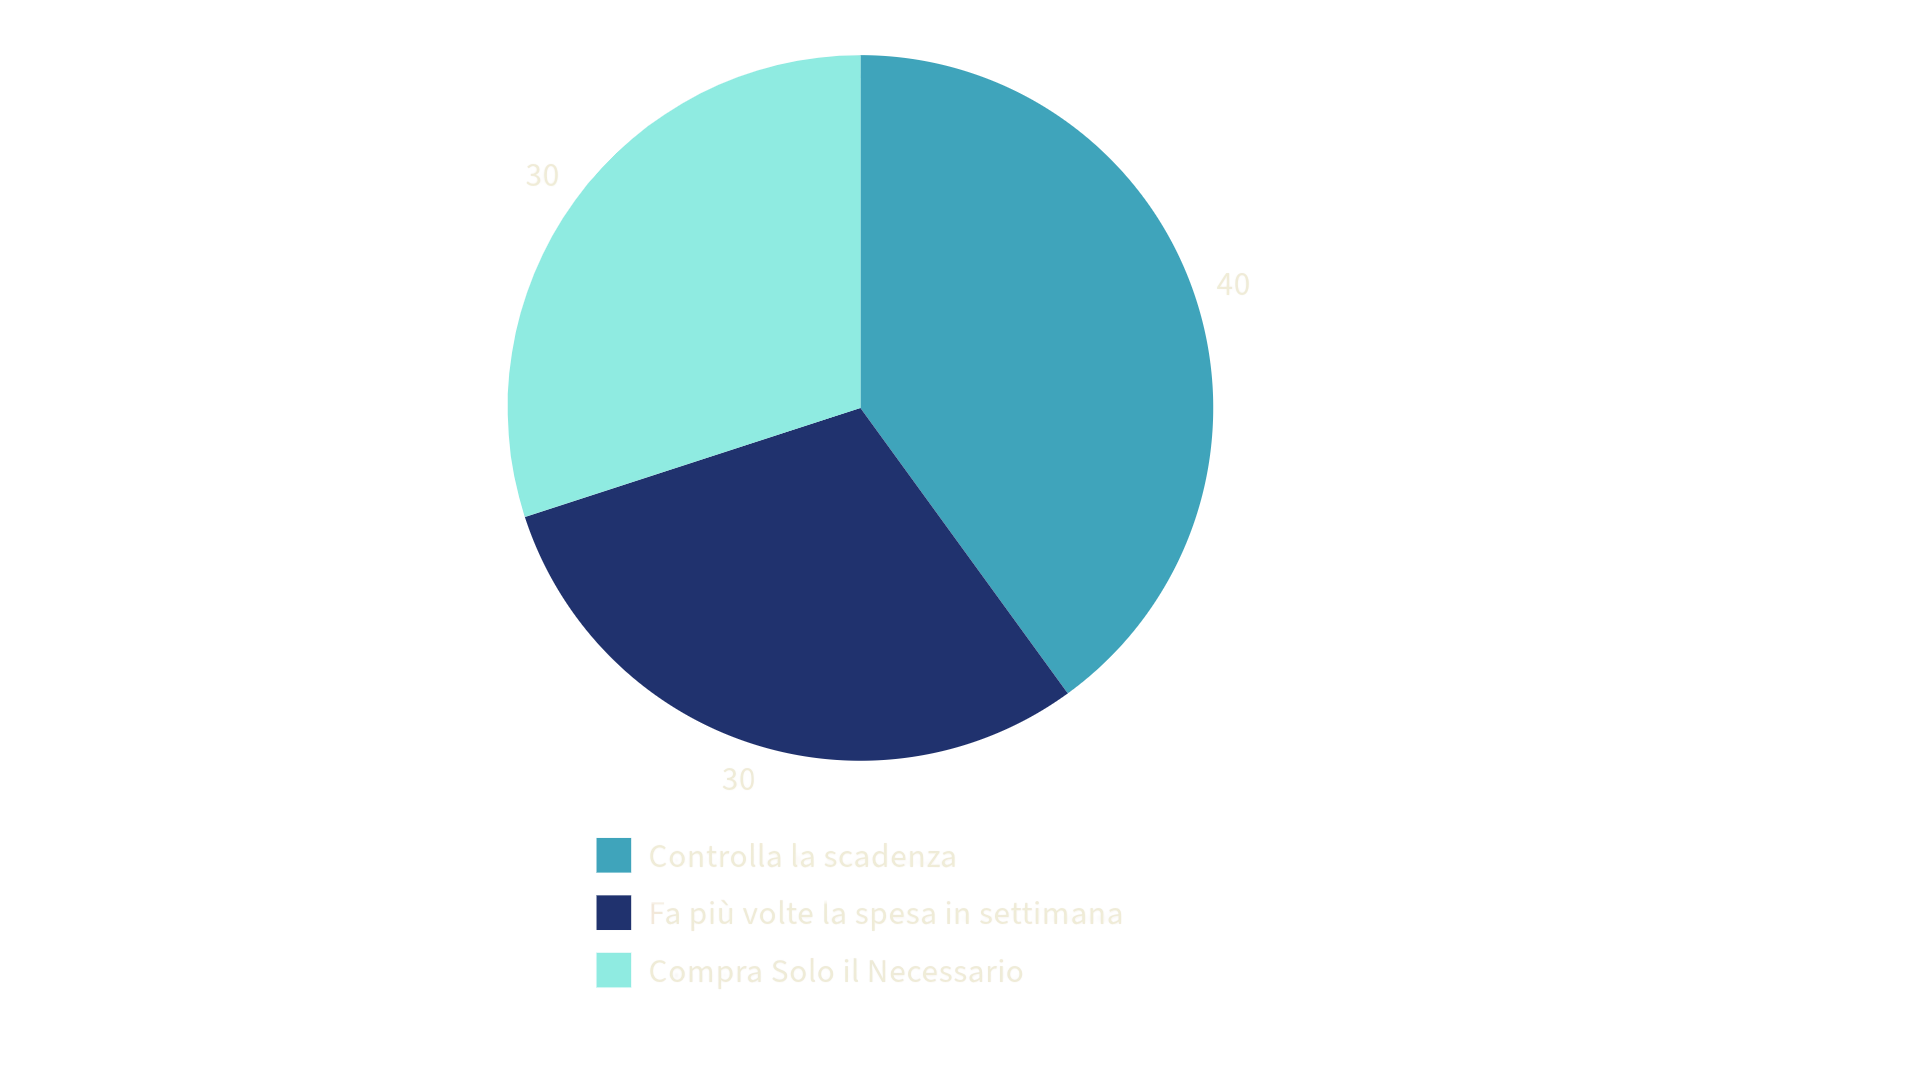 30
40
30
Controlla la scadenza
Fa più volte la spesa in settimana
Compra Solo il Necessario